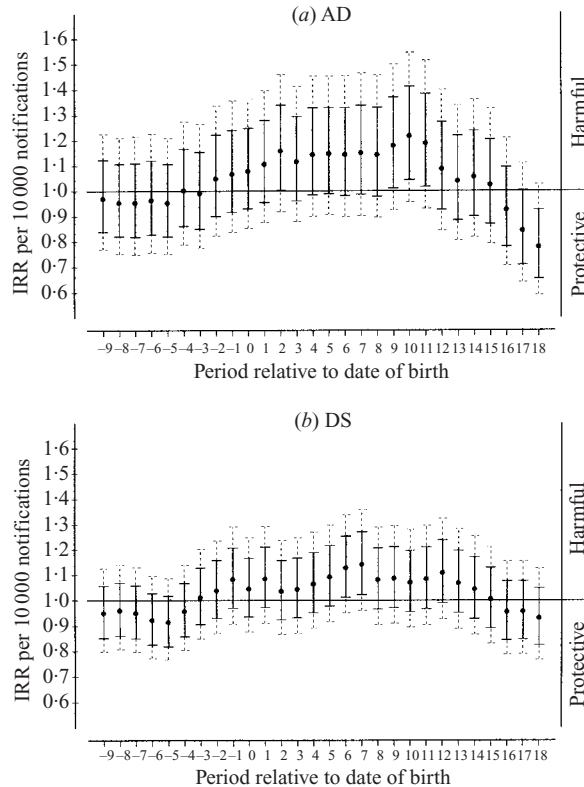 (a) AD
1·6
1·5
1·4
1·3
1·2
1·1
1·0
0·9
0·8
0·7
0·6
IRR per 10 000 notifications
Harmful
Protective
–9 –8 –7 –6 –5 –4 –3 –2 –1 0 1 2 3 4 5 6 7 8 9 10 11 12 13 14 15 16 17 18
Period relative to date of birth
(b) DS
1·6
1·5
1·4
1·3
1·2
1·1
1·0
0·9
0·8
0·7
0·6
IRR per 10 000 notifications
Harmful
Protective
–9 –8 –7 –6 –5 –4 –3 –2 –1 0 1 2 3 4 5 6 7 8 9 10 11 12 13 14 15 16 17 18
Period relative to date of birth